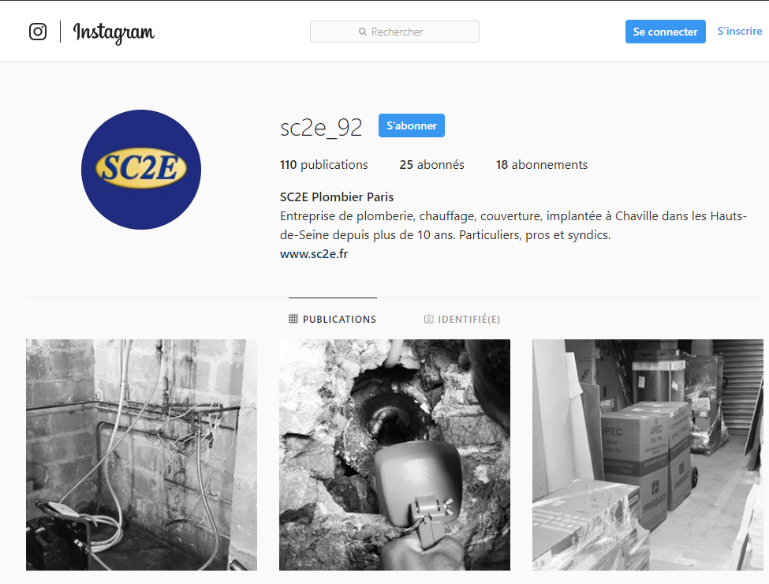 Instagram
Rechercher
Se connecter
S'inscrire
SC2E
sc2e_92
S'abonner
110 publications
25 abonnés
18 abonnements
SC2E Plombier Paris
Entreprise de plomberie, chauffage, couverture, implantée à Chaville dans les Hauts-
de-Seine depuis plus de 10 ans. Particuliers, pros et syndics.
www.sc2e.fr
PUBLICATIONS
IDENTIFIÉ(E)